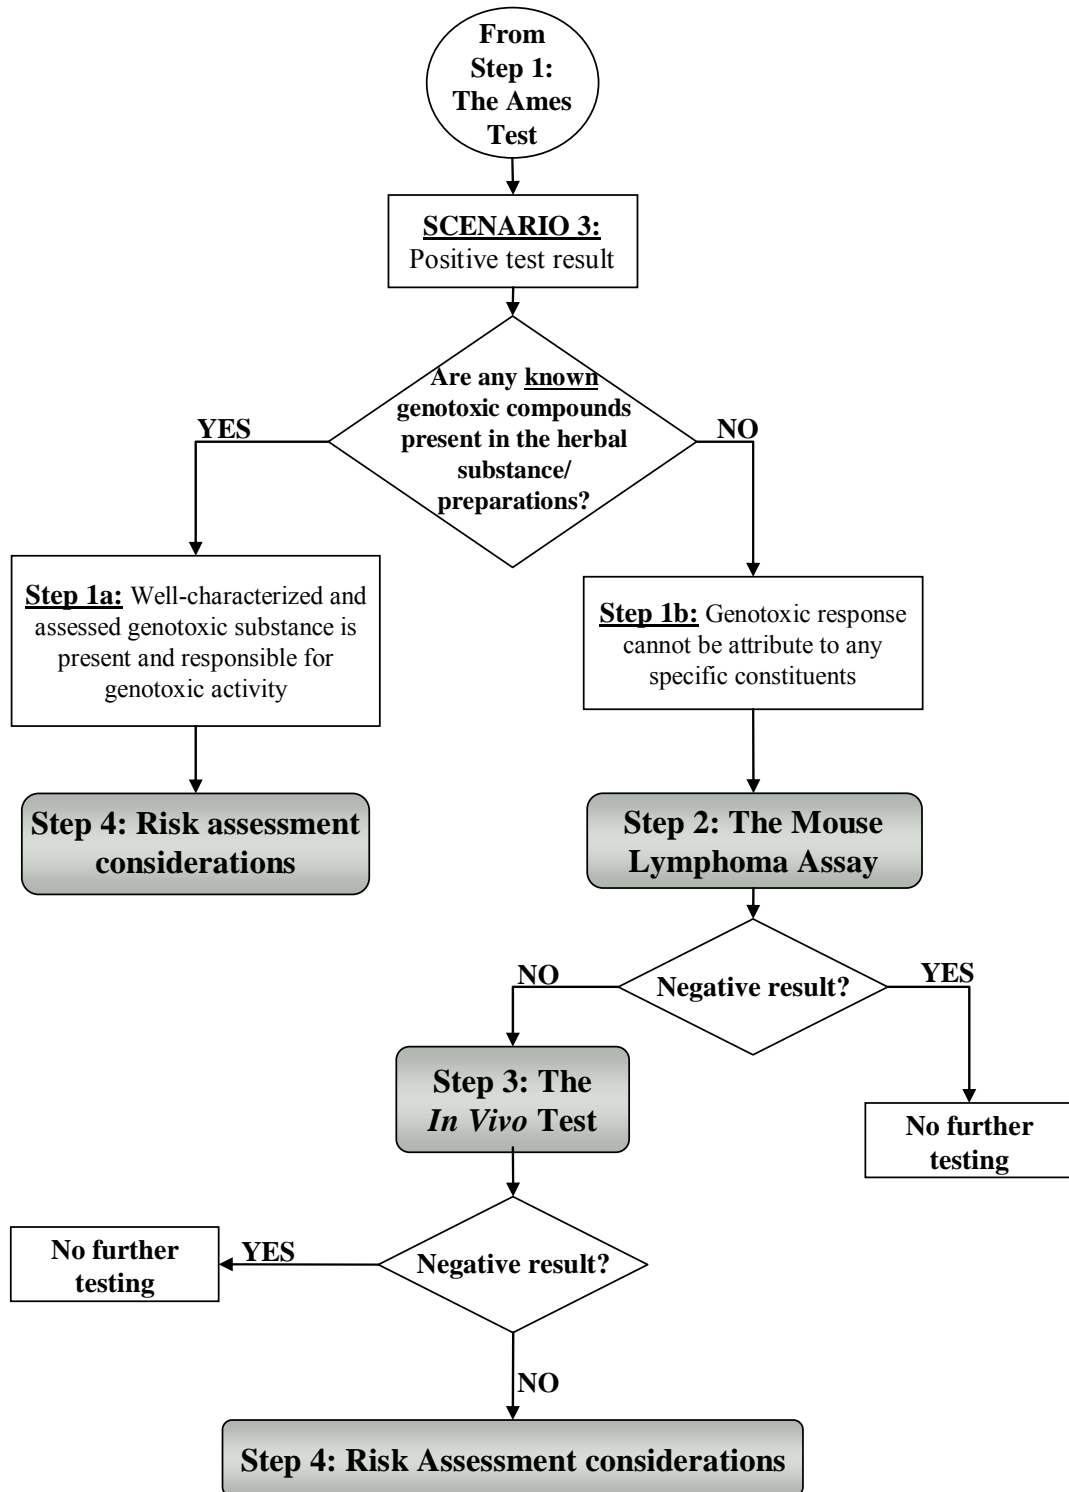 From
Step 1:
The Ames
Test
SCENARIO 3:
Positive test result
Are any known
genotoxic compounds
present in the herbal
substance/
preparations?
YES
NO
Step 1a: Well-characterized and
assessed genotoxic substance is
present and responsible for
genotoxic activity
Step 1b: Genotoxic response
cannot be attribute to any
specific constituents
Step 4: Risk assessment
considerations
Step 2: The Mouse
Lymphoma Assay
Negative result?
NO
YES
Step 3: The
In Vivo Test
No further
testing
Negative result?
YES
No further
testing
NO
Step 4: Risk Assessment considerations